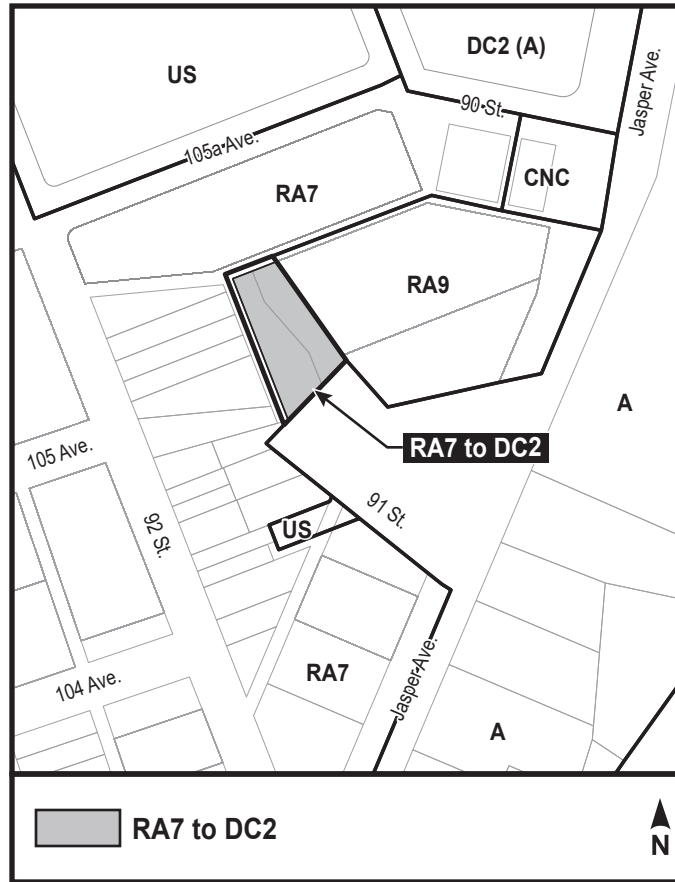 US
DC2 (A)
Jasper Ave.
90 St.
105a Ave.
CNC
RA7
RA9
A
105 Ave.
RA7 to DC2
92 St.
91 St.
US
RA7
Jasper Ave.
104 Ave.
A
RA7 to DC2
N